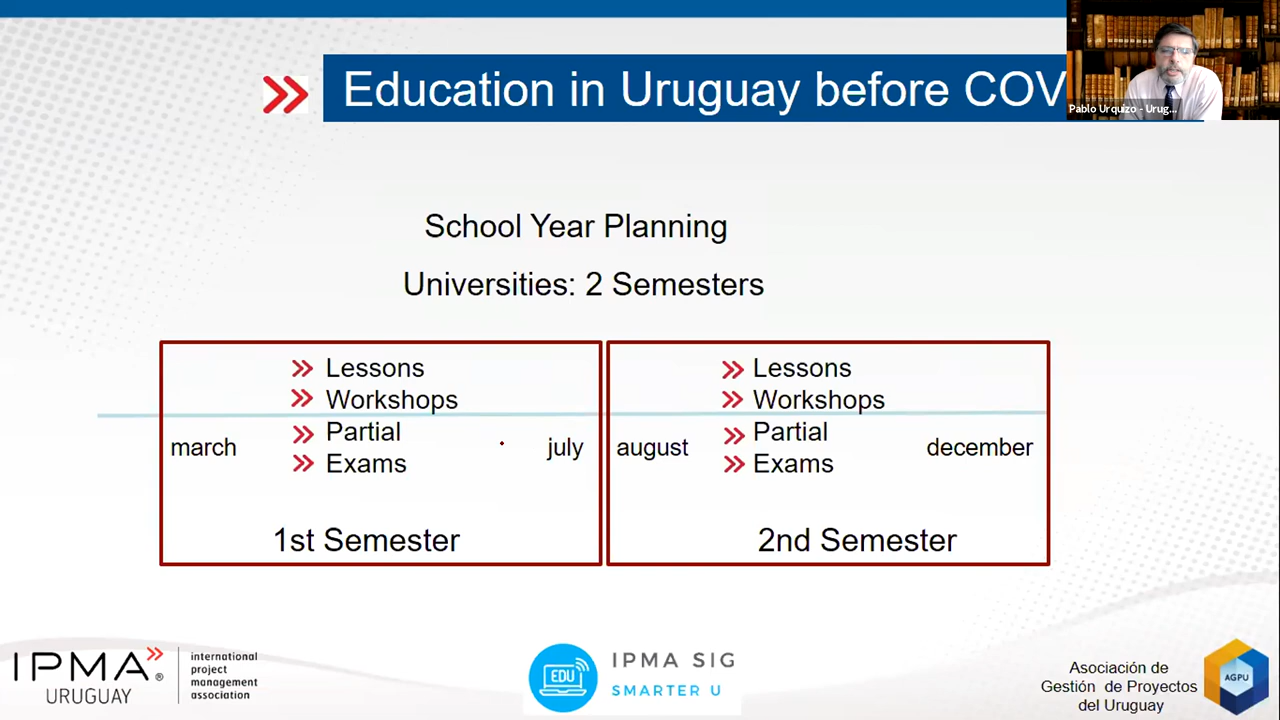 Education in Uruguay before COV
Pablo Urquizo - Urug...
School Year Planning
Universities: 2 Semesters
Lessons
Workshops
Partial
Exams
march
july
1st Semester
Lessons
Workshops
Partial
Exams
august
december
2nd Semester
IPMA®
URUGUAY
international
project
management
association
EDU
IPMA SIG
SMARTER U
Asociación de
Gestión de Proyectos
del Uruguay
AGPU